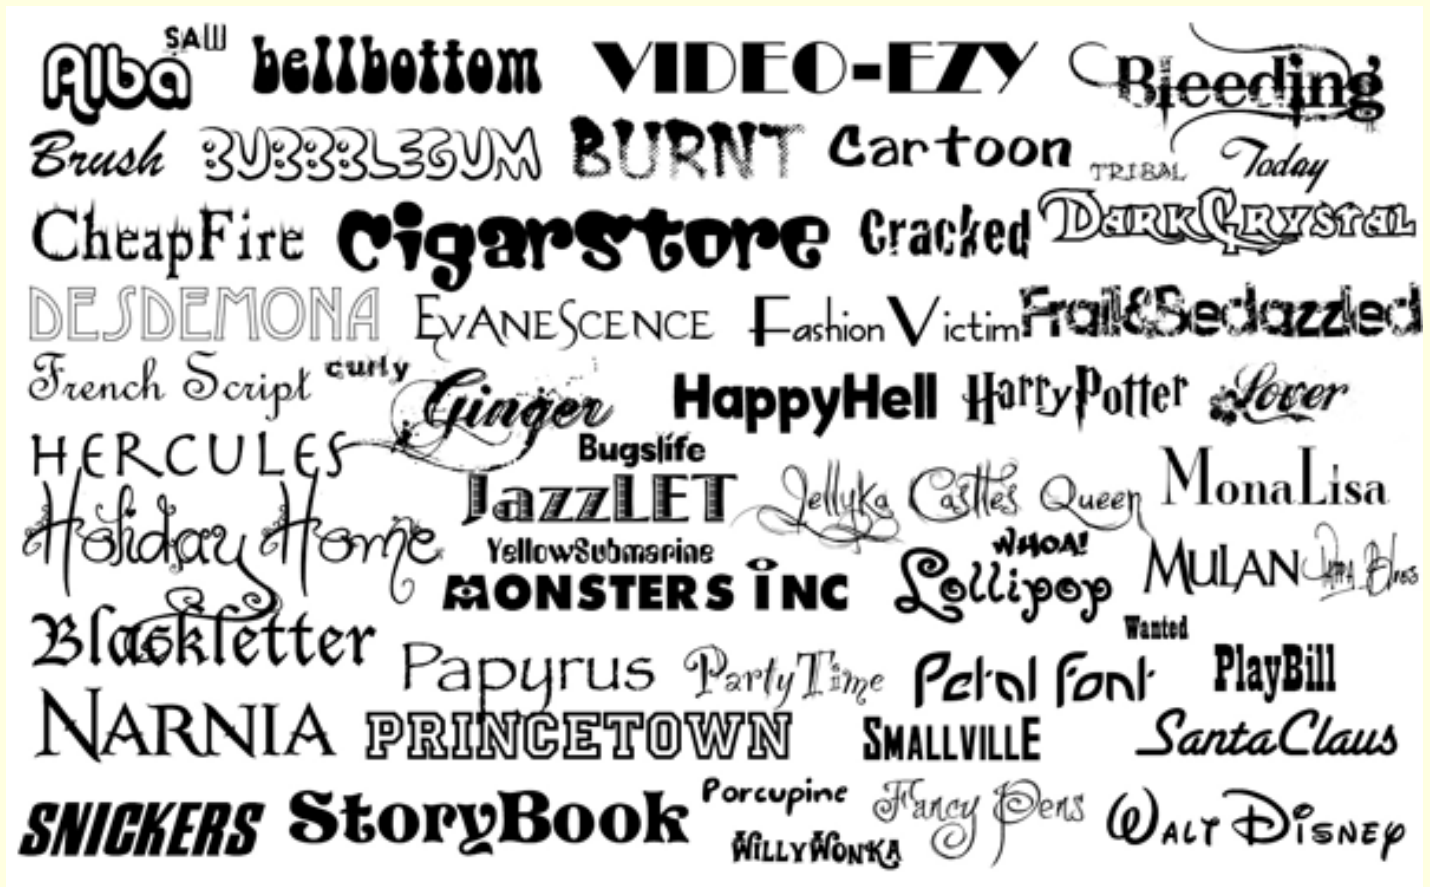 Alba SAW bellbottom VIDEO-EZY Bleeding
Brush BUBBBLEGUM BURNT Cartoon TRIBAL Today
CheapFire CigarStore Cracked DarkCrystal
DESDEMONA EvANESCENCE Fashion Victim Frail&Bedazzled
French Script curly Ginger HappyHell HarryPotter Lover
HERCULES Bugslife
Holiday Home JazzLET Jellyka Castles Queen MonaLisa
YellowSubmarine WHOA!
MONSTERS INC Lollipop MULAN
Blackletter Wanted
Papyrus PartyTime Petal Font PlayBill
NARNIA PRINCETOWN SMALLVILLE SantaClaus
SNICKERS StoryBook Porcupine Fancy Pens WALT DISNEY
WillyWonka